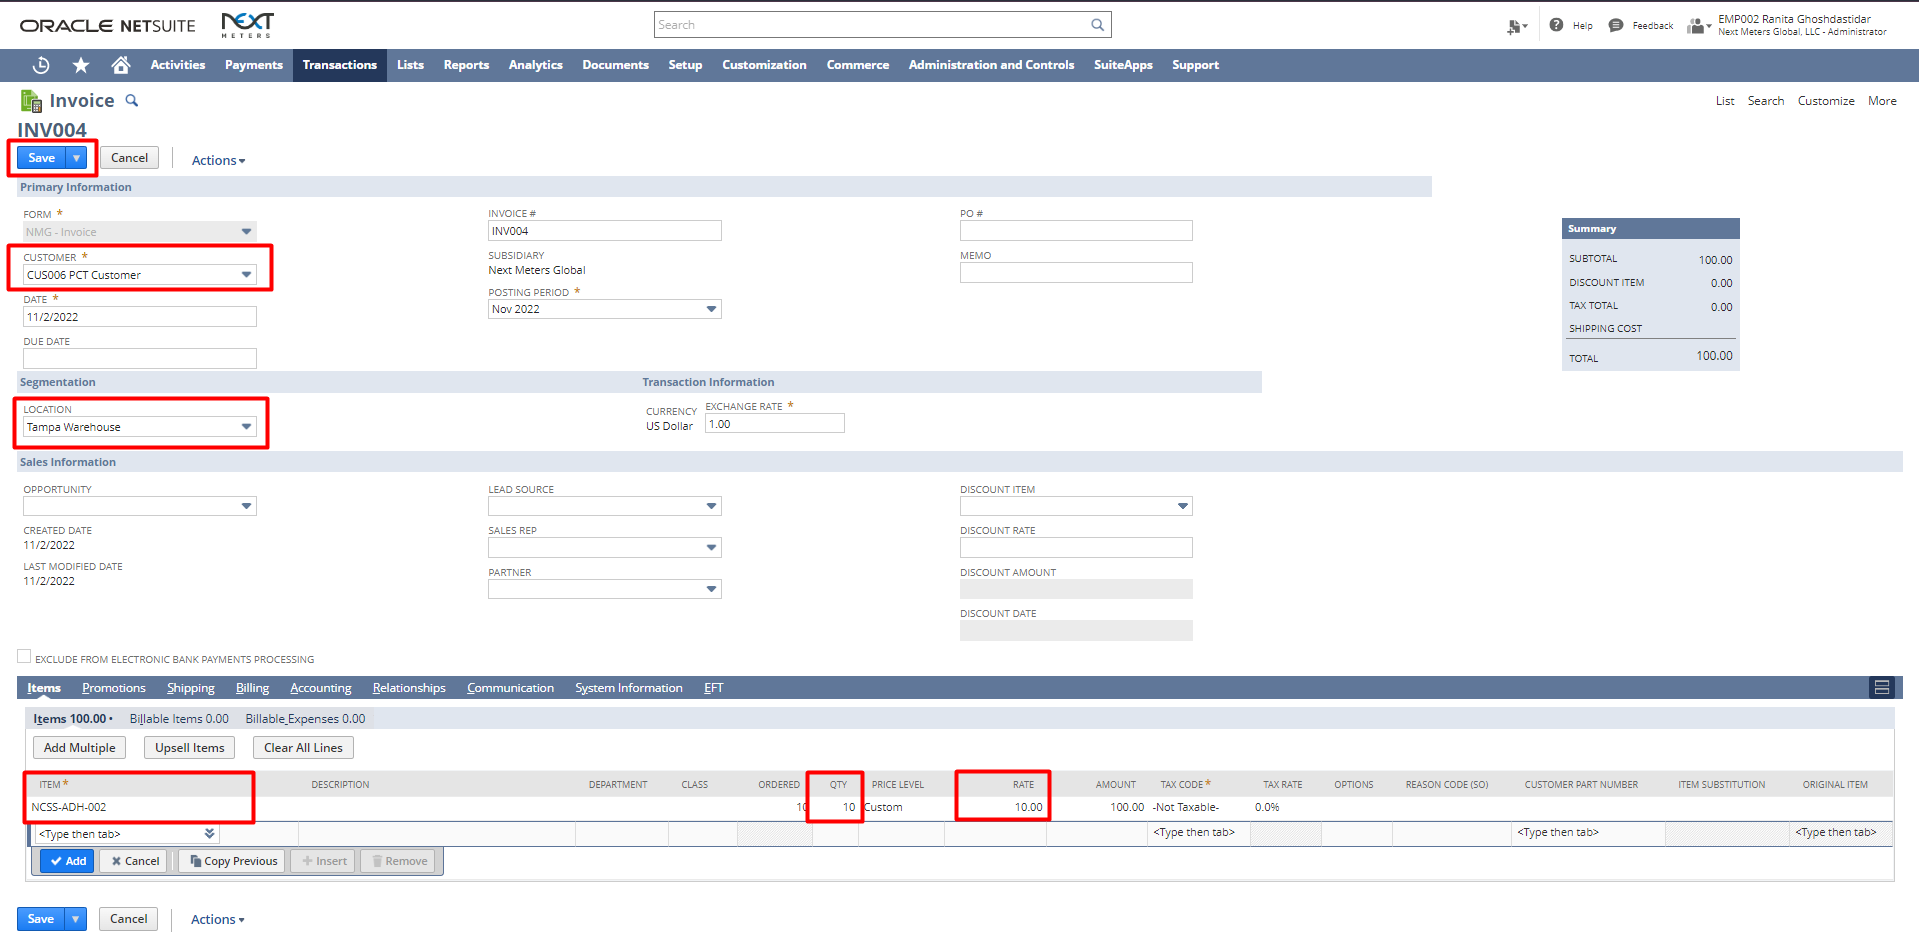 ORACLE NETSUITE NEXT METERS
Search
Help Feedback EMP002 Ranita Ghoshdastidar
Next Meters Global, LLC - Administrator
Activities Payments Transactions Lists Reports Analytics Documents Setup Customization Commerce Administration and Controls SuiteApps Support
Invoice
List Search Customize More
INV004
Save Cancel Actions
Primary Information
FORM *
NMG - Invoice
CUSTOMER *
CUS006 PCT Customer
DATE *
11/2/2022
DUE DATE
INVOICE #
INV004
SUBSIDIARY
Next Meters Global
POSTING PERIOD *
Nov 2022
PO #
MEMO
Summary
SUBTOTAL 100.00
DISCOUNT ITEM 0.00
TAX TOTAL 0.00
SHIPPING COST
TOTAL 100.00
Segmentation
LOCATION
Tampa Warehouse
Transaction Information
CURRENCY
US Dollar
EXCHANGE RATE *
1.00
Sales Information
OPPORTUNITY
CREATED DATE
11/2/2022
LAST MODIFIED DATE
11/2/2022
LEAD SOURCE
SALES REP
PARTNER
DISCOUNT ITEM
DISCOUNT RATE
DISCOUNT AMOUNT
DISCOUNT DATE
EXCLUDE FROM ELECTRONIC BANK PAYMENTS PROCESSING
Items Promotions Shipping Billing Accounting Relationships Communication System Information EFT
Items 100.00 • Billable Items 0.00 Billable Expenses 0.00
Add Multiple Upsell Items Clear All Lines
ITEM * DESCRIPTION DEPARTMENT CLASS ORDERED QTY PRICE LEVEL RATE AMOUNT TAX CODE * TAX RATE OPTIONS REASON CODE (SO) CUSTOMER PART NUMBER ITEM SUBSTITUTION ORIGINAL ITEM
NCSS-ADH-002 10 10 Custom 10.00 100.00 -Not Taxable- 0.0%
<Type then tab> <Type then tab> <Type then tab> <Type then tab>
Add Cancel Copy Previous Insert Remove
Save Cancel Actions